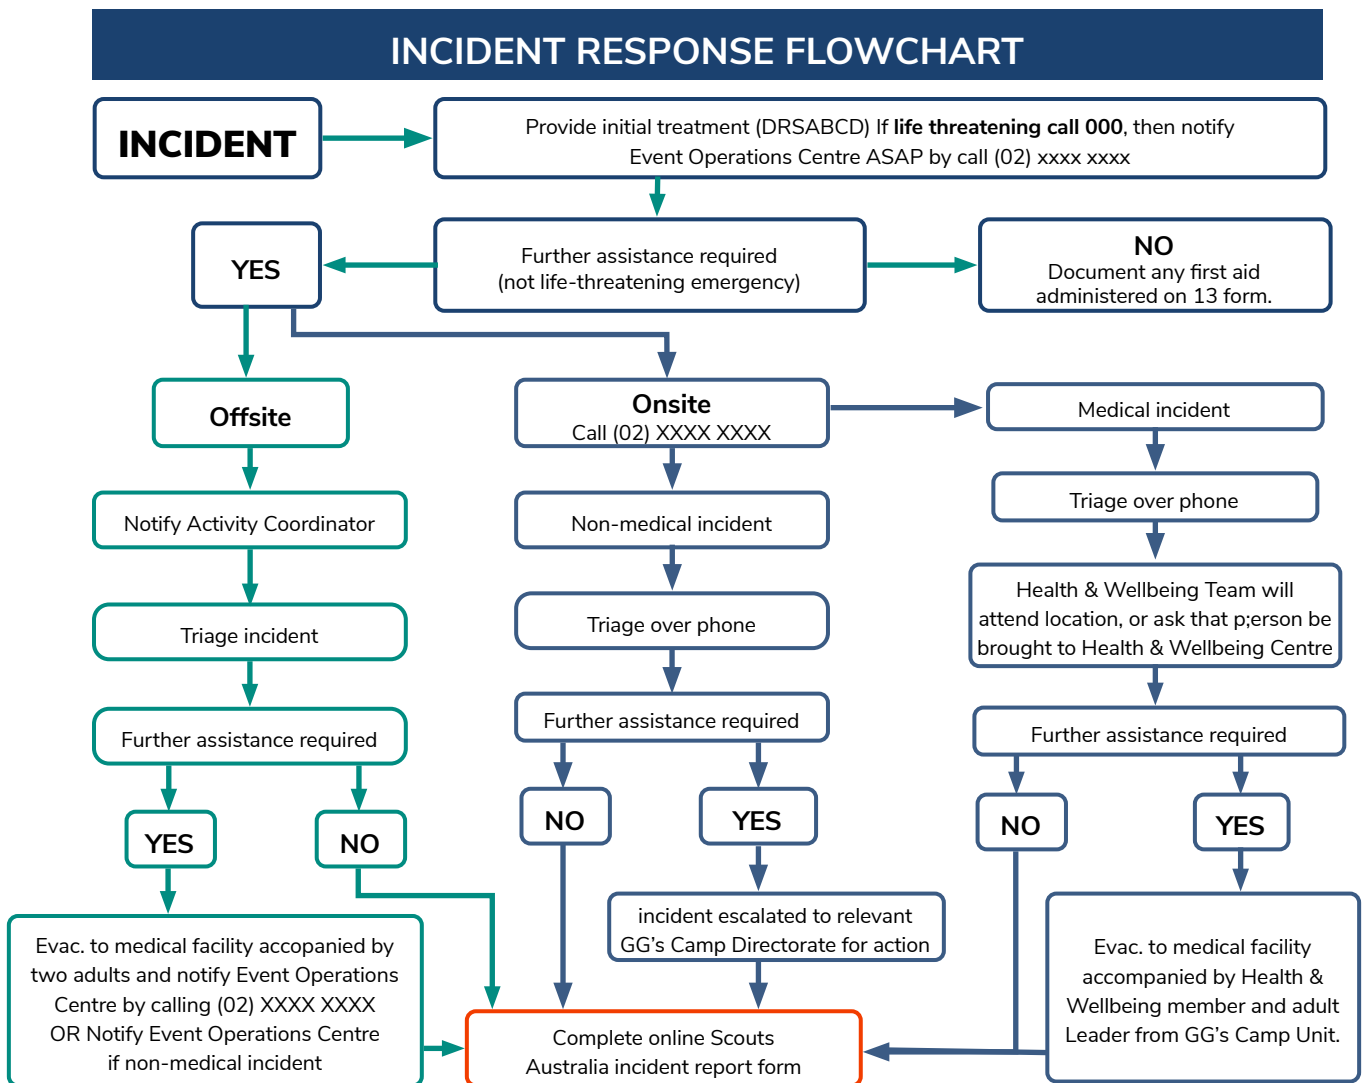 INCIDENT RESPONSE FLOWCHART
INCIDENT
Provide initial treatment (DRSABCD) If life threatening call 000, then notify
Event Operations Centre ASAP by call (02) xxxx xxxx
YES
Further assistance required
(not life-threatening emergency)
NO
Document any first aid
administered on 13 form.
Offsite
Onsite
Call (02) XXXX XXXX
Medical incident
Notify Activity Coordinator
Non-medical incident
Triage over phone
Triage incident
Triage over phone
Health & Wellbeing Team will
attend location, or ask that p;erson be
brought to Health & Wellbeing Centre
Further assistance required
Further assistance required
Further assistance required
YES
NO
NO
YES
NO
YES
Evac. to medical facility accopanied by
two adults and notify Event Operations
Centre by calling (02) XXXX XXXX
OR Notify Event Operations Centre
if non-medical incident
incident escalated to relevant
GG's Camp Directorate for action
Evac. to medical facility
accompanied by Health &
Wellbeing member and adult
Leader from GG's Camp Unit.
Complete online Scouts
Australia incident report form